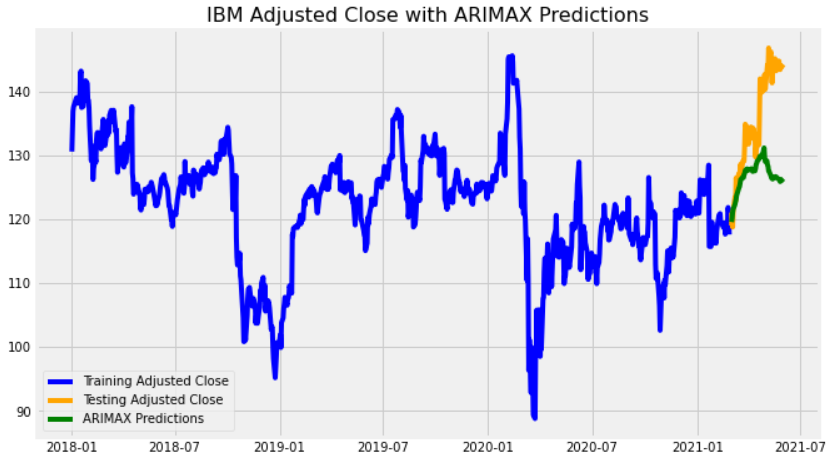 IBM Adjusted Close with ARIMAX Predictions
140
130
120
110
100
90
Training Adjusted Close
Testing Adjusted Close
ARIMAX Predictions
2018-01 2018-07 2019-01 2019-07 2020-01 2020-07 2021-01 2021-07